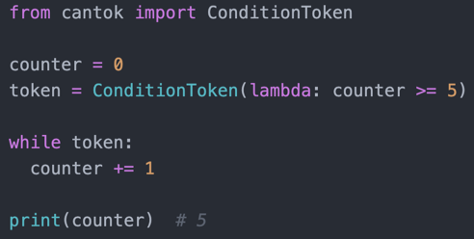 from cantok import ConditionToken

counter = 0
token = ConditionToken(lambda: counter >= 5)

while token:
  counter += 1

print(counter)  # 5